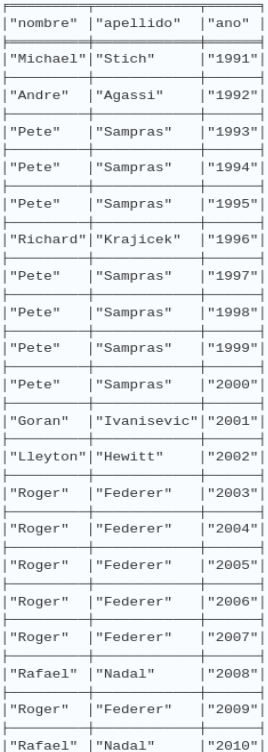 "nombre" "apellido" "ano"
"Michael" "Stich" "1991"
"Andre" "Agassi" "1992"
"Pete" "Sampras" "1993"
"Pete" "Sampras" "1994"
"Pete" "Sampras" "1995"
"Richard" "Krajicek" "1996"
"Pete" "Sampras" "1997"
"Pete" "Sampras" "1998"
"Pete" "Sampras" "1999"
"Pete" "Sampras" "2000"
"Goran" "Ivanisevic" "2001"
"Lleyton" "Hewitt" "2002"
"Roger" "Federer" "2003"
"Roger" "Federer" "2004"
"Roger" "Federer" "2005"
"Roger" "Federer" "2006"
"Roger" "Federer" "2007"
"Rafael" "Nadal" "2008"
"Roger" "Federer" "2009"
"Rafael" "Nadal" "2010"